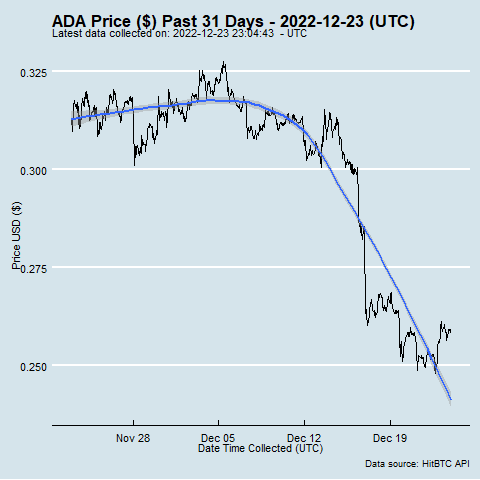 ADA Price ($) Past 31 Days - 2022-12-23 (UTC)
Latest data collected on: 2022-12-23 23:04:43 - UTC
0.325
0.300
0.275
0.250
Price USD ($)
Nov 28 Dec 05 Dec 12 Dec 19
Date Time Collected (UTC)
Data source: HitBTC API